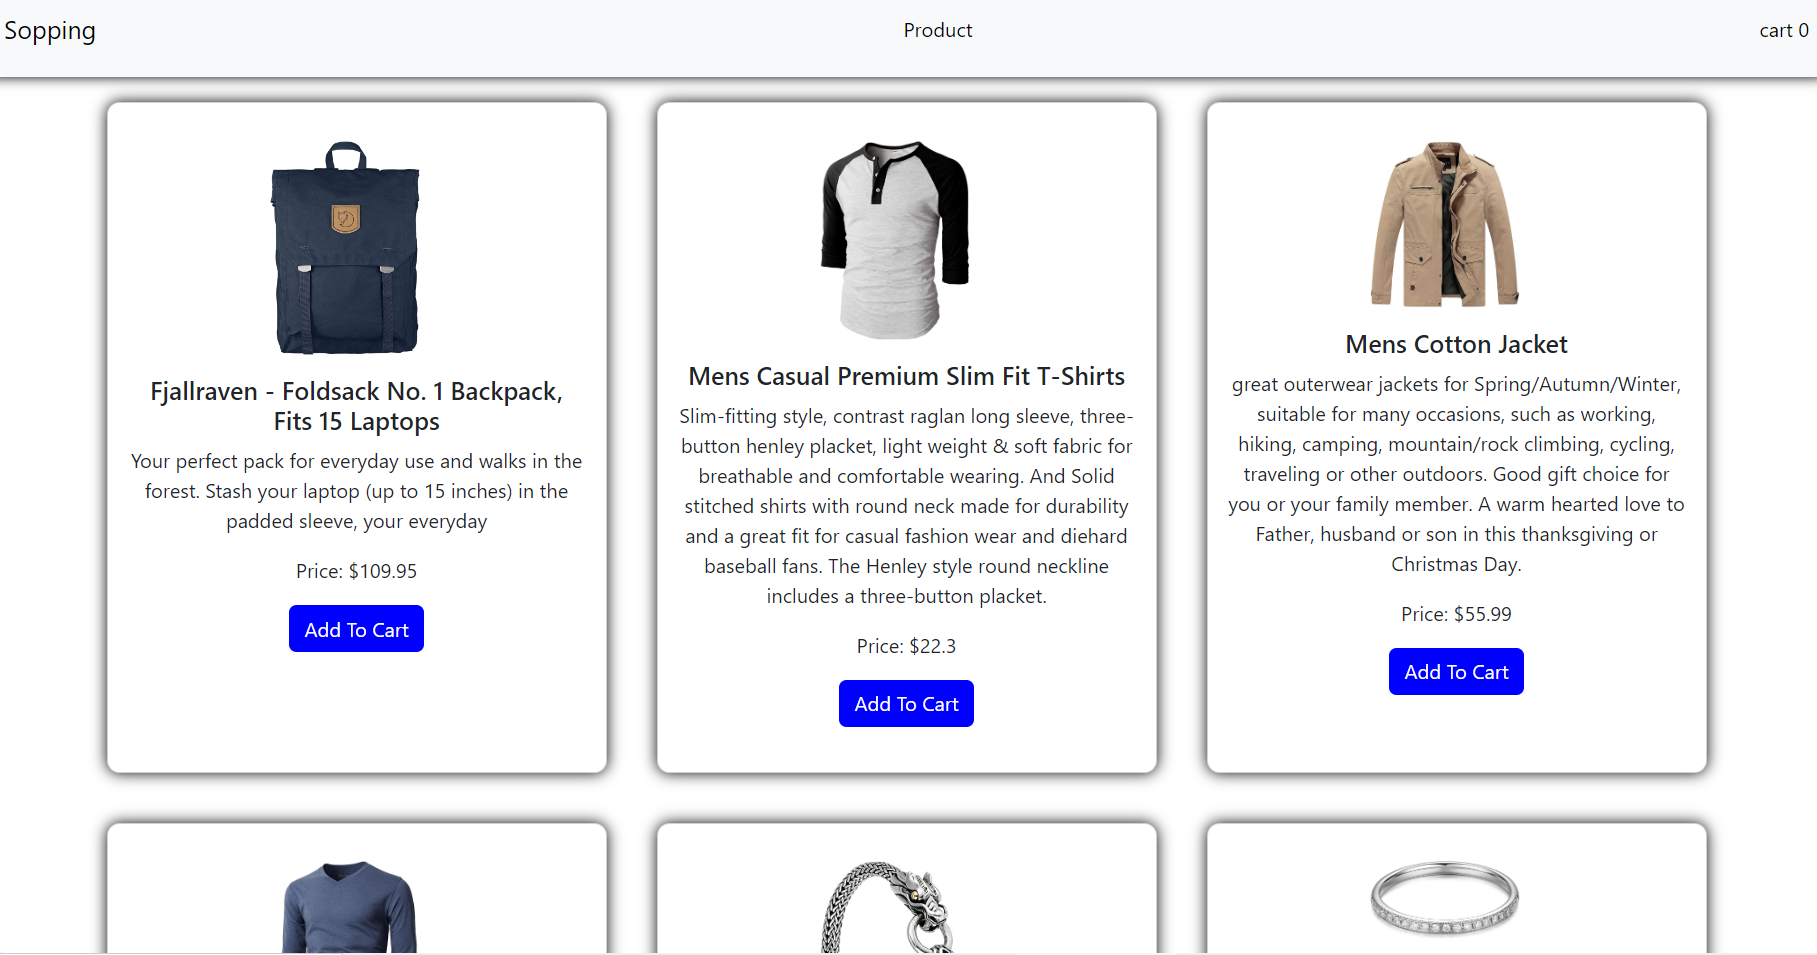 Sopping
Product
cart 0
Fjallraven - Foldsack No. 1 Backpack,
Fits 15 Laptops
Your perfect pack for everyday use and walks in the
forest. Stash your laptop (up to 15 inches) in the
padded sleeve, your everyday
Price: $109.95
Add To Cart
Mens Casual Premium Slim Fit T-Shirts
Slim-fitting style, contrast raglan long sleeve, three-
button henley placket, light weight & soft fabric for
breathable and comfortable wearing. And Solid
stitched shirts with round neck made for durability
and a great fit for casual fashion wear and diehard
baseball fans. The Henley style round neckline
includes a three-button placket.
Price: $22.3
Add To Cart
Mens Cotton Jacket
great outerwear jackets for Spring/Autumn/Winter,
suitable for many occasions, such as working,
hiking, camping, mountain/rock climbing, cycling,
traveling or other outdoors. Good gift choice for
you or your family member. A warm hearted love to
Father, husband or son in this thanksgiving or
Christmas Day.
Price: $55.99
Add To Cart